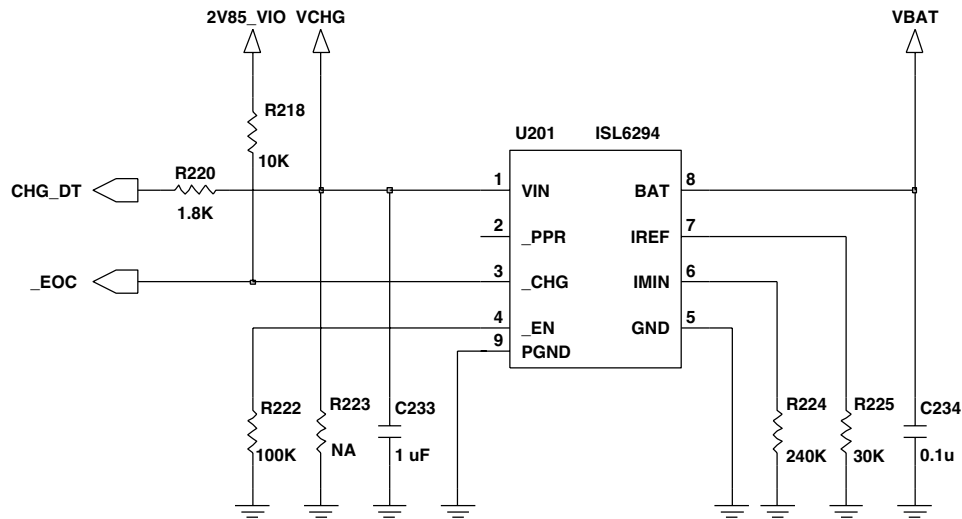 2V85_VIO VCHG VBAT
R218
10K
U201 ISL6294
R220
CHG_DT
1.8K
1 VIN BAT 8
2 _PPR IREF 7
_EOC
3 _CHG IMIN 6
4 _EN GND 5
9 PGND
R222 R223 C233 R224 R225 C234
100K NA 1 uF 240K 30K 0.1u